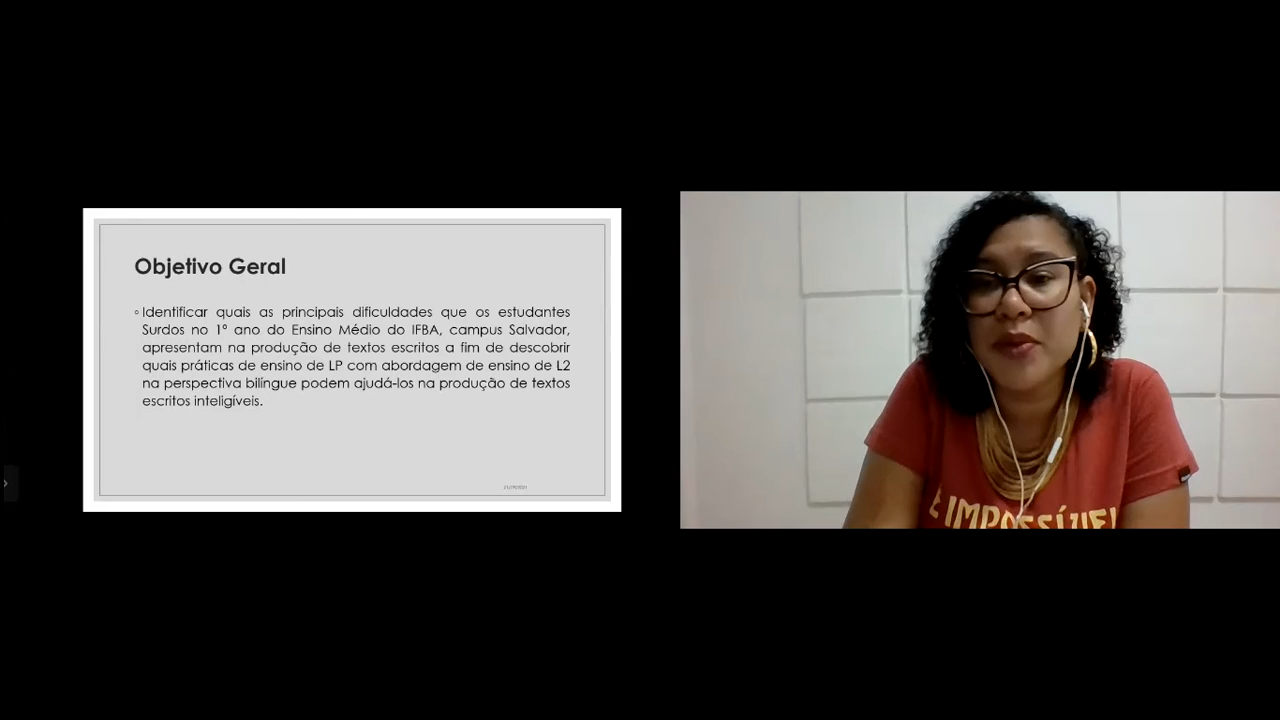 Objetivo Geral
Identificar quais as principais dificuldades que os estudantes
Surdos no 1º ano do Ensino Médio do IFBA, campus Salvador,
apresentam na produção de textos escritos a fim de descobrir
quais práticas de ensino de LP com abordagem de ensino de L2
na perspectiva bilíngue podem ajudá-los na produção de textos
escritos inteligíveis.
É IMPOSSÍVEL